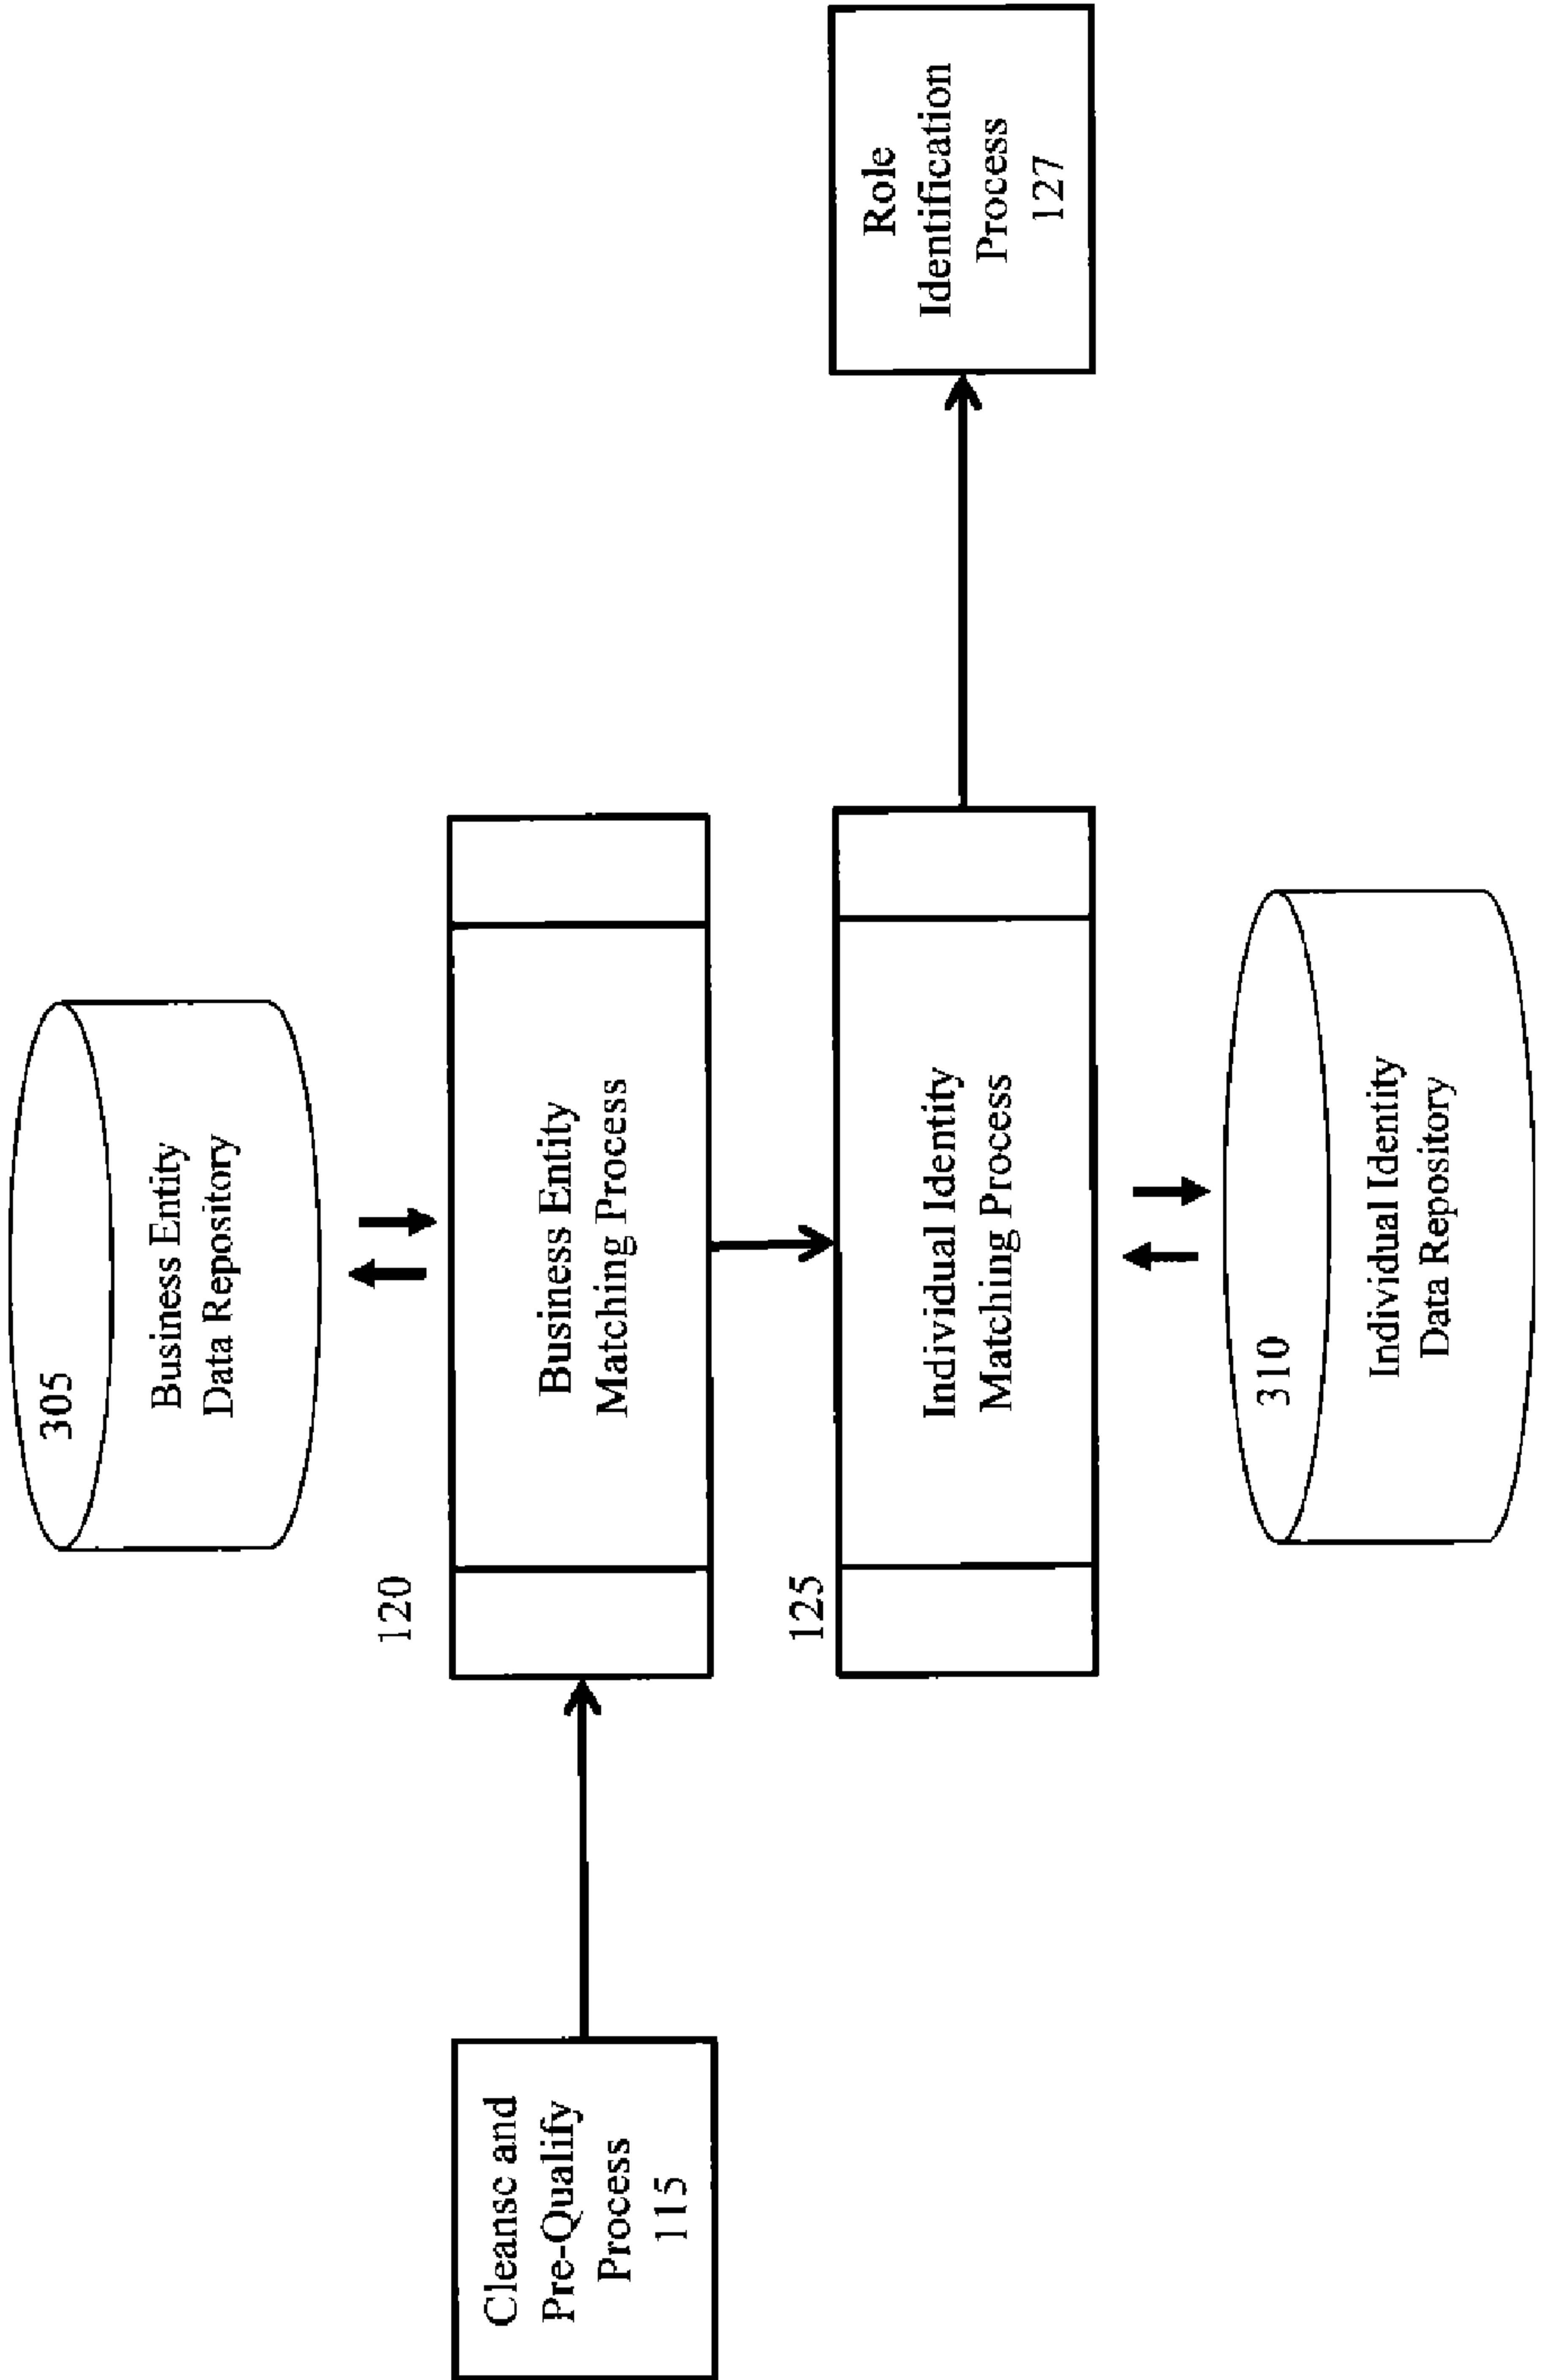 305
Business Entity
Data Repository
120
Business Entity
Matching Process
Cleanse and
Pre-Qualify
Process
115
125
Individual Identity
Matching Process
Role
Identification
Process
127
310
Individual Identity
Data Repository